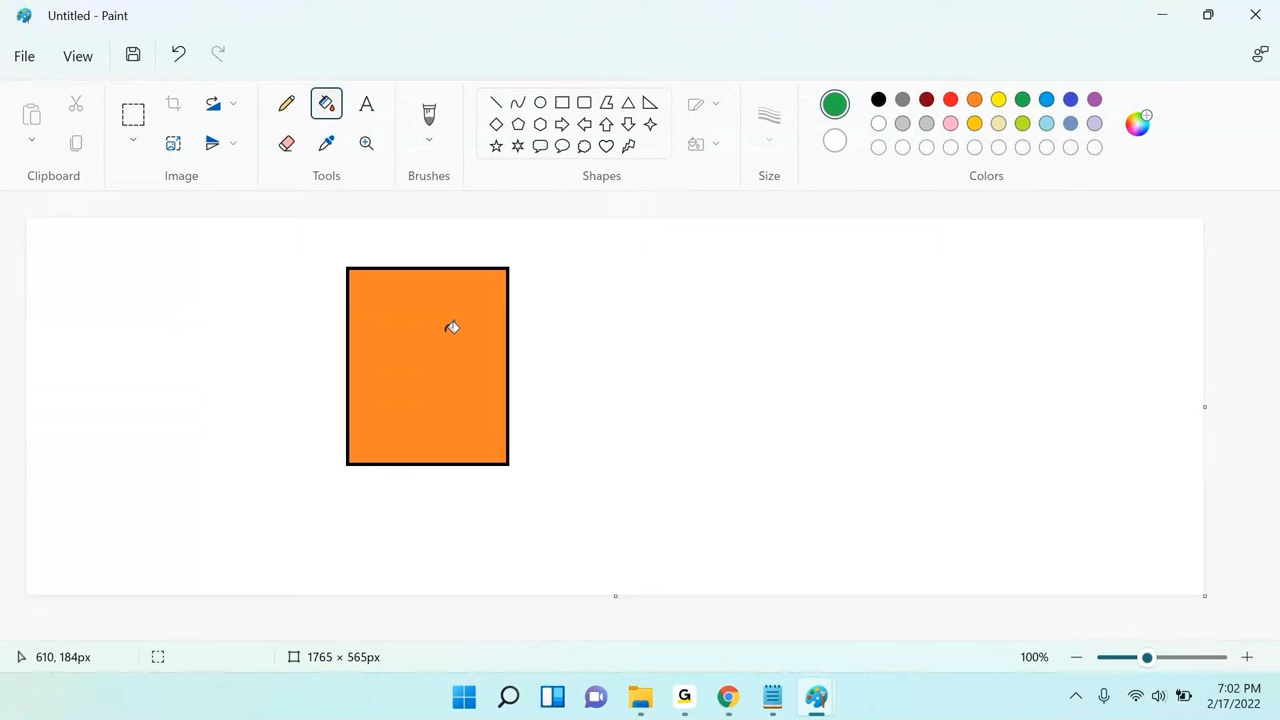 Untitled - Paint
File View
A
Clipboard Image Tools Brushes Shapes Size Colors
610, 184px 1765 × 565px 100%
G
7:02 PM
2/17/2022